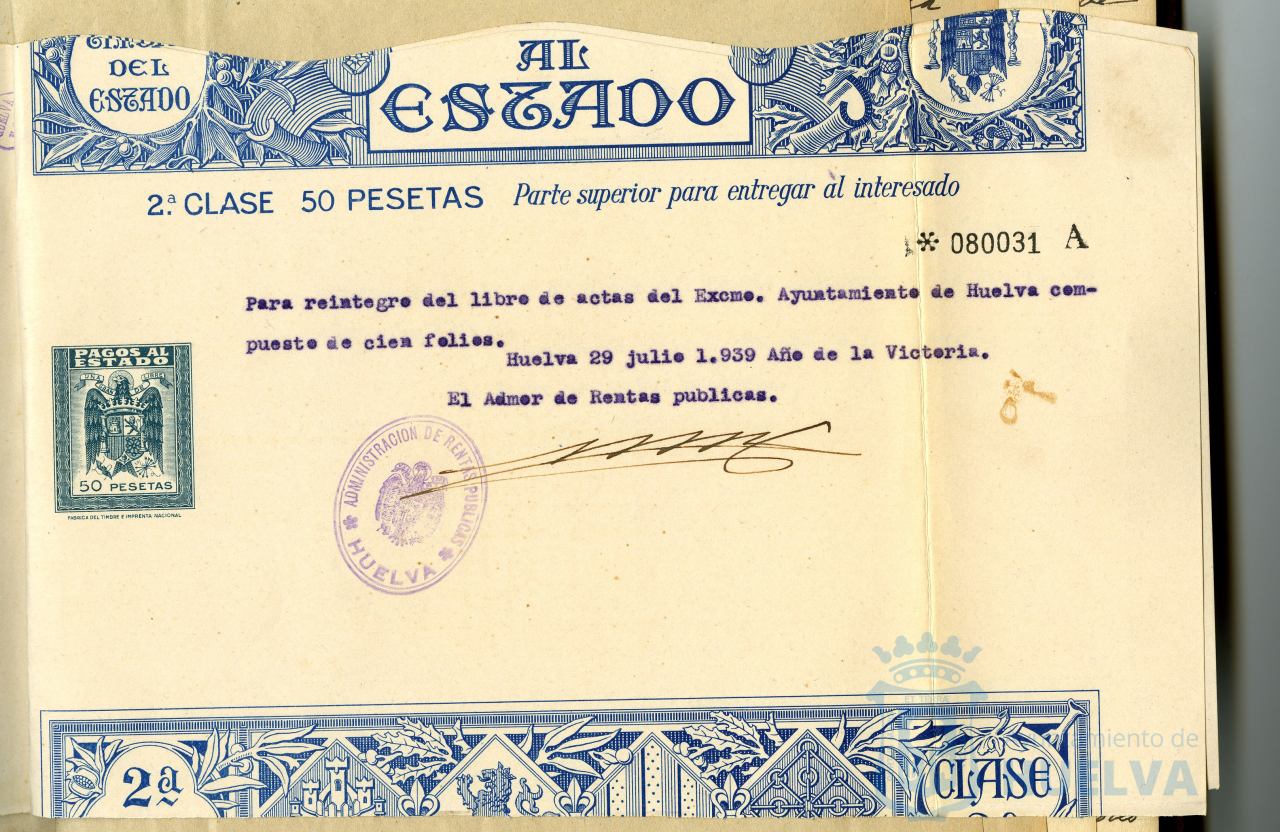 DEL
ESTADO
AL
ESTADO
2.ª CLASE 50 PESETAS Parte superior para entregar al interesado
* 080031 A
Para reintegro del libro de actas del Excmo. Ayuntamiento de Huelva com-
puesto de cien folios.
Huelva 29 julio 1.939 Año de la Victoria.
El Admor de Rentas publicas.
PAGOS AL
ESTADO
50 PESETAS
FABRICA DEL TIMBRE E IMPRENTA NACIONAL
ADMINISTRACION DE RENTAS PUBLICAS
* HUELVA *
2ª
CLASE